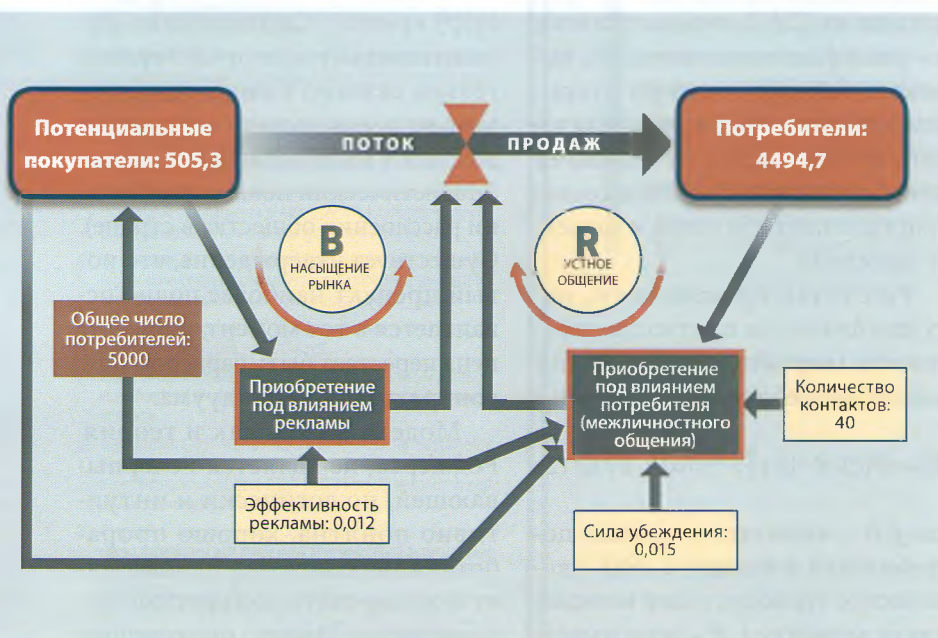 Потенциальные
покупатели: 505,3
ПОТОК ПРОДАЖ
Потребители:
4494,7
B
НАСЫЩЕНИЕ
РЫНКА
R
УСТНОЕ
ОБЩЕНИЕ
Общее число
потребителей:
5000
Приобретение
под влиянием
рекламы
Приобретение
под влиянием
потребителя
(межличностного
общения)
Количество
контактов:
40
Эффективность
рекламы: 0,012
Сила убеждения:
0,015